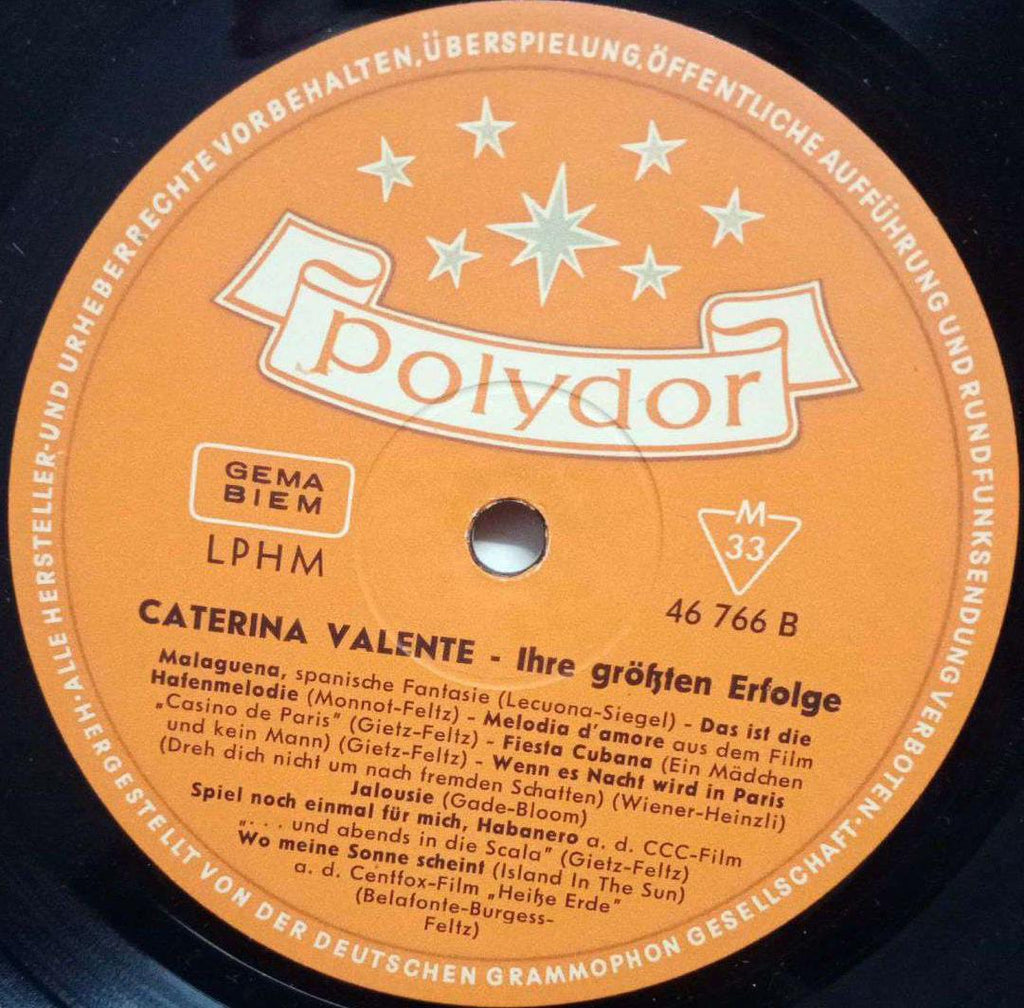 ·ALLE HERSTELLER-UND URHEBERRECHTE VORBEHALTEN, ÜBERSPIELUNG, ÖFFENTLICHE AUFFÜHRUNG UND RUNDFUNKSENDUNG VERBOTEN·
polydor
GEMA
BIEM
LPHM
M
33
46 766 B
CATERINA VALENTE - Ihre größten Erfolge
Malaguena, spanische Fantasie (Lecuona-Siegel) - Das ist die
Hafenmelodie (Monnot-Feltz) - Melodia d'amore aus dem Film
„Casino de Paris" (Gietz-Feltz) - Fiesta Cubana (Ein Mädchen
und kein Mann) (Gietz-Feltz) - Wenn es Nacht wird in Paris
(Dreh dich nicht um nach fremden Schatten) (Wiener-Heinzli)
Jalousie (Gade-Bloom)
Spiel noch einmal für mich, Habanero a. d. CCC-Film
„. . . und abends in die Scala" (Gietz-Feltz)
Wo meine Sonne scheint (Island In The Sun)
a. d. Centfox-Film „Heiße Erde"
(Belafonte-Burgess-
Feltz)
HERGESTELLT VON DER DEUTSCHEN GRAMMOPHON GESELLSCHAFT·